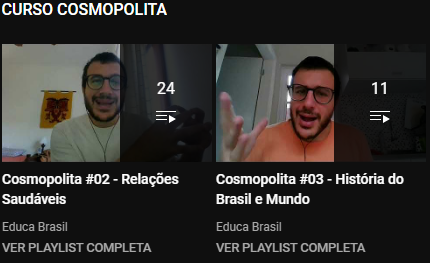 CURSO COSMOPOLITA
24
11
Cosmopolita #02 - Relações
Saudáveis
Educa Brasil
VER PLAYLIST COMPLETA
Cosmopolita #03 - História do
Brasil e Mundo
Educa Brasil
VER PLAYLIST COMPLETA